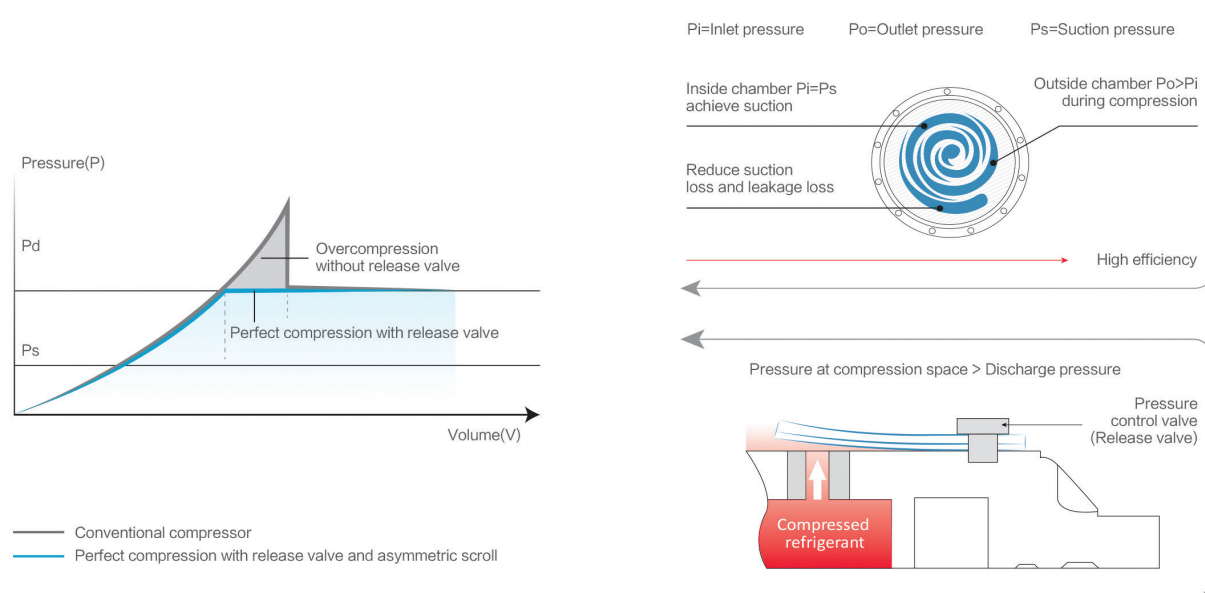 Pressure(P)
Pd
Overcompression
without release valve
Perfect compression with release valve
Ps
Volume(V)
Conventional compressor
Perfect compression with release valve and asymmetric scroll
Pi=Inlet pressure
Po=Outlet pressure
Ps=Suction pressure
Inside chamber Pi=Ps
achieve suction
Outside chamber Po>Pi
during compression
Reduce suction
loss and leakage loss
High efficiency
Pressure at compression space > Discharge pressure
Pressure
control valve
(Release valve)
Compressed
refrigerant